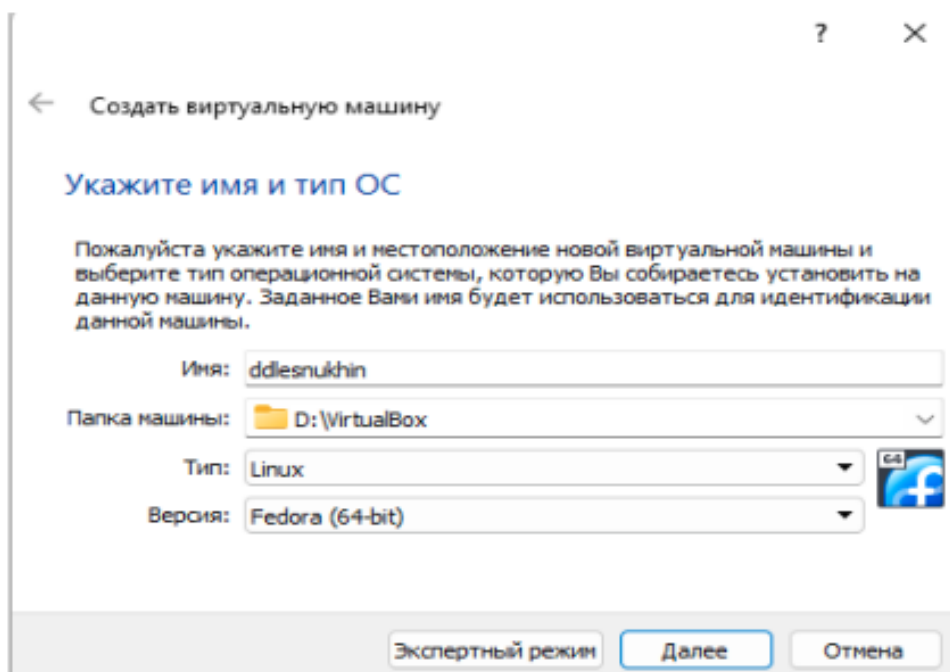 ?
Создать виртуальную машину
Укажите имя и тип ОС
Пожалуйста укажите имя и местоположение новой виртуальной машины и
выберите тип операционной системы, которую Вы собираетесь установить на
данную машину. Заданное Вами имя будет использоваться для идентификации
данной машины.
Имя: ddlesnukhin
Папка машины: D:\VirtualBox
Тип: Linux
64
Версия: Fedora (64-bit)
Экспертный режим Далее Отмена